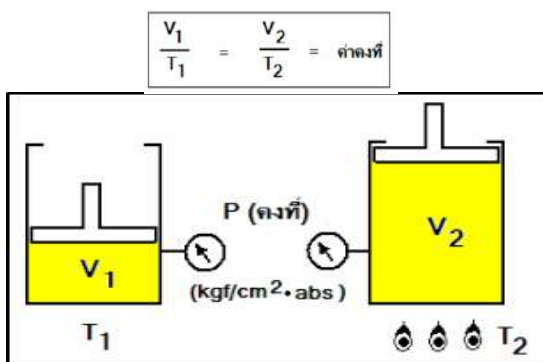 V1/T1 = V2/T2 = ค่าคงที่
P (คงที่)
V1
V2
(kgf/cm²•abs)
T1
T2